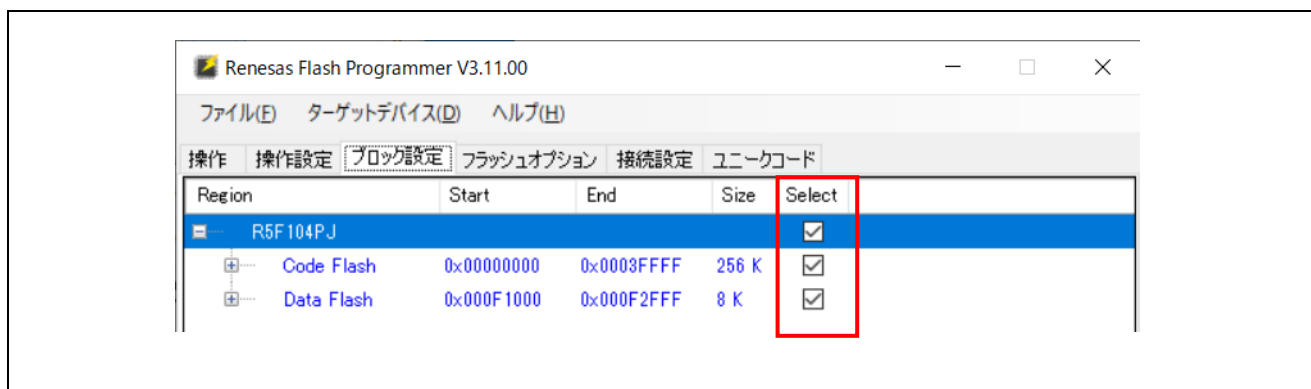 Renesas Flash Programmer V3.11.00
ファイル(F) ターゲットデバイス(D) ヘルプ(H)
操作 操作設定 ブロック設定 フラッシュオプション 接続設定 ユニークコード
Region Start End Size Select
R5F104PJ
Code Flash 0x00000000 0x0003FFFF 256 K
Data Flash 0x000F1000 0x000F2FFF 8 K